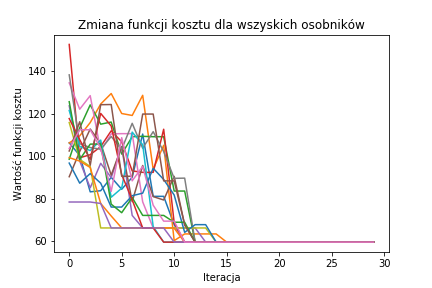 Zmiana funkcji kosztu dla wszyskich osobników
Wartość funkcji kosztu
140
120
100
80
60
0 5 10 15 20 25 30
Iteracja